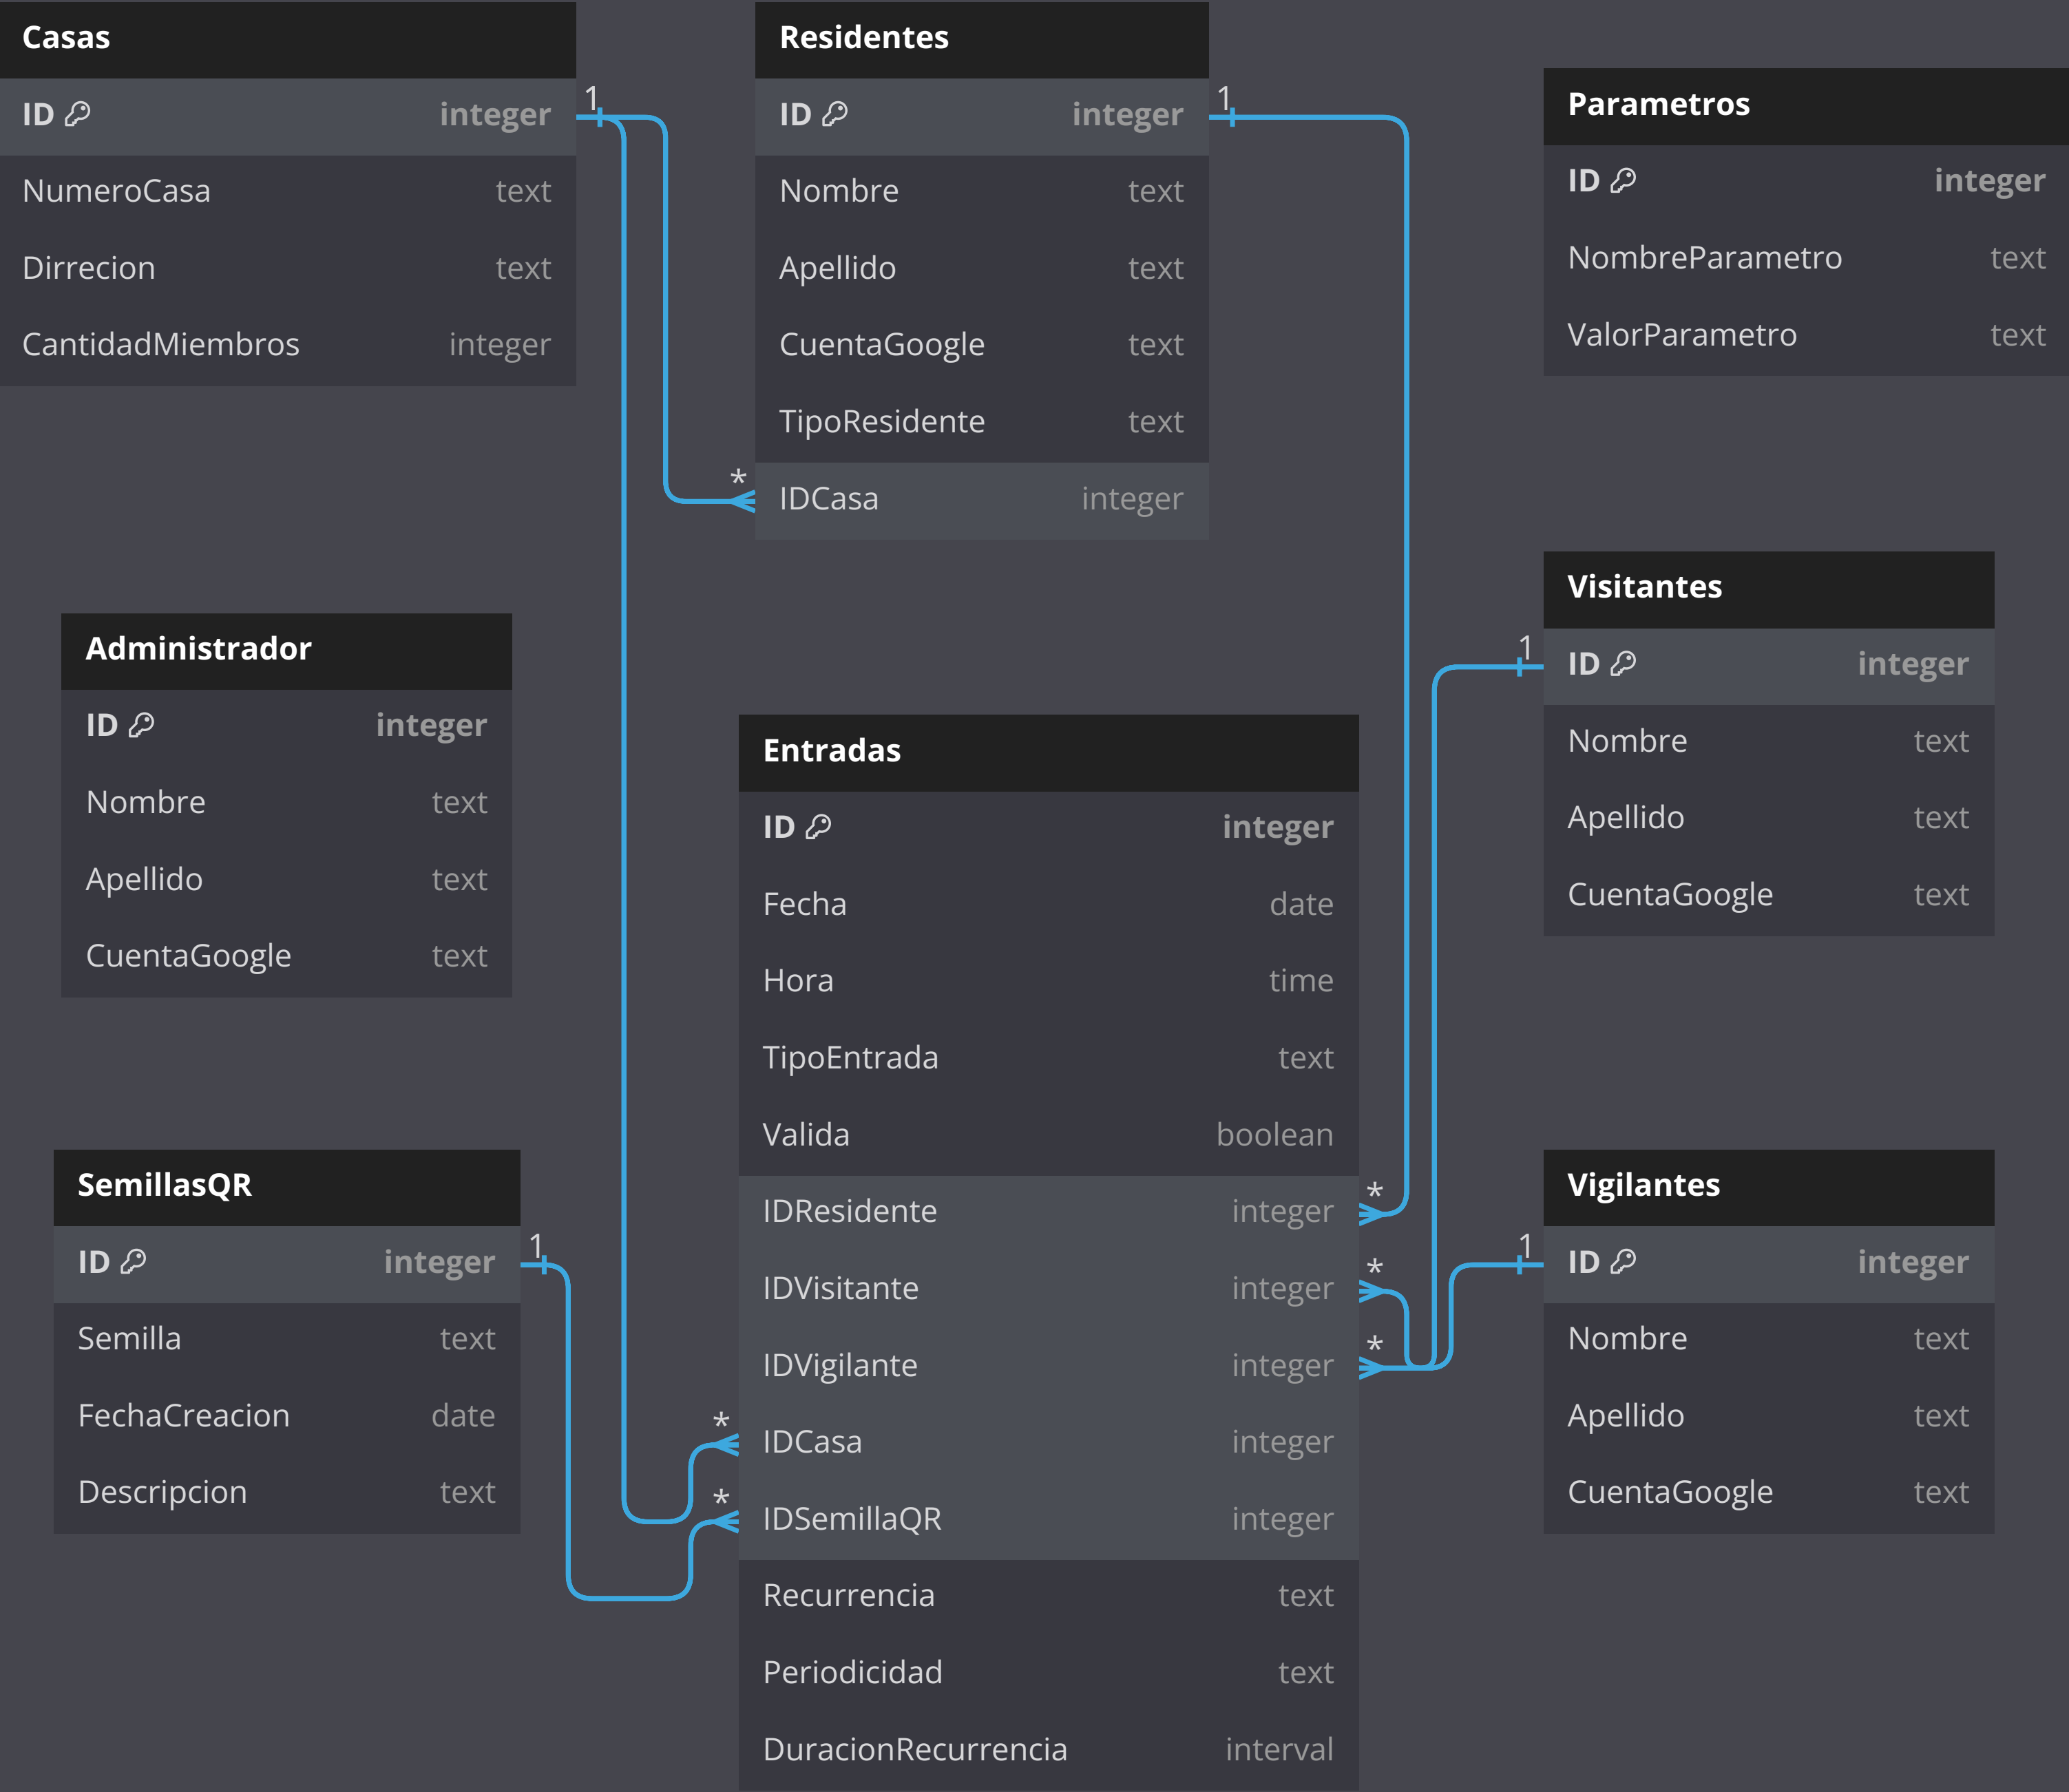 Casas
ID integer
NumeroCasa text
Dirrecion text
CantidadMiembros integer
1
Residentes
ID integer
Nombre text
Apellido text
CuentaGoogle text
TipoResidente text
* IDCasa integer
1
Parametros
ID integer
NombreParametro text
ValorParametro text
Administrador
ID integer
Nombre text
Apellido text
CuentaGoogle text
Visitantes
1 ID integer
Nombre text
Apellido text
CuentaGoogle text
Entradas
ID integer
Fecha date
Hora time
TipoEntrada text
Valida boolean
IDResidente integer *
IDVisitante integer *
IDVigilante integer *
* IDCasa integer
* IDSemillaQR integer
Recurrencia text
Periodicidad text
DuracionRecurrencia interval
SemillasQR
ID integer 1
Semilla text
FechaCreacion date
Descripcion text
Vigilantes
1 ID integer
Nombre text
Apellido text
CuentaGoogle text